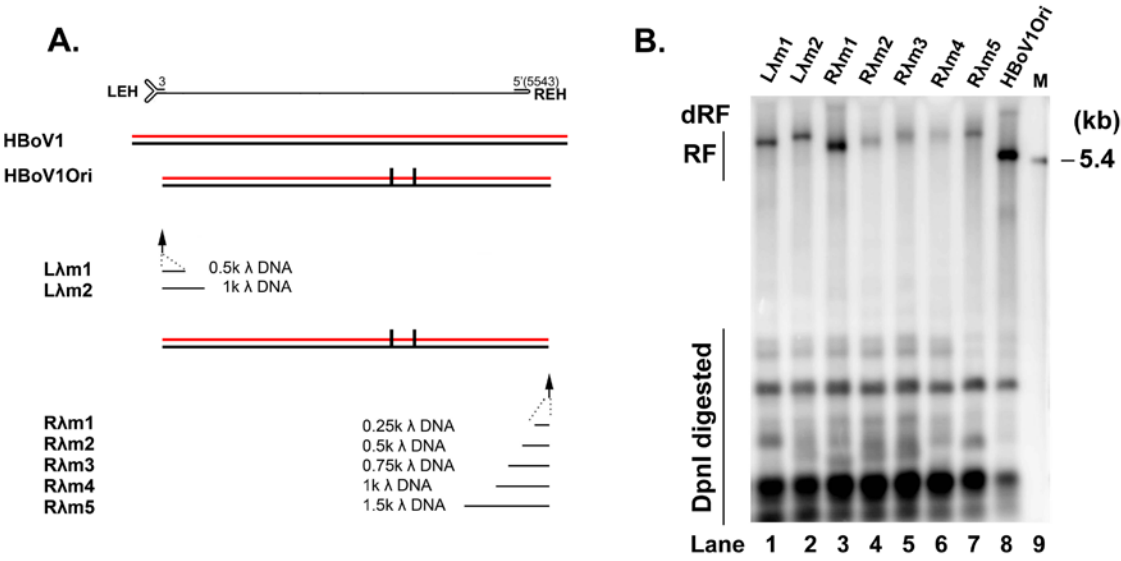 A.
LEH 3 5'(5543) REH
HBoV1
HBoV1Ori
Lλm1 0.5k λ DNA
Lλm2 1k λ DNA
Rλm1 0.25k λ DNA
Rλm2 0.5k λ DNA
Rλm3 0.75k λ DNA
Rλm4 1k λ DNA
Rλm5 1.5k λ DNA
B.
Lλm1 Lλm2 Rλm1 Rλm2 Rλm3 Rλm4 Rλm5 HBoV1Ori M
dRF (kb)
RF 5.4
DpnI digested
Lane 1 2 3 4 5 6 7 8 9